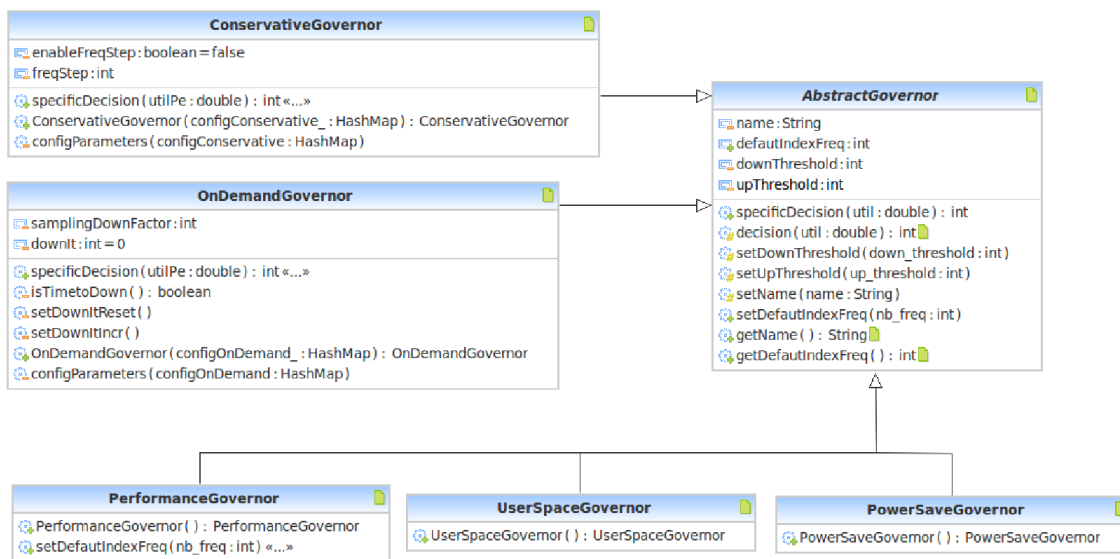 ConservativeGovernor
enableFreqStep:boolean=false
freqStep:int
specificDecision(utilPe:double): int«...»
ConservativeGovernor(configConservative_:HashMap): ConservativeGovernor
configParameters(configConservative:HashMap)
OnDemandGovernor
samplingDownFactor:int
downIt:int=0
specificDecision(utilPe:double): int«...»
isTimetoDown(): boolean
setDownItReset()
setDownItIncr()
OnDemandGovernor(configOnDemand_:HashMap): OnDemandGovernor
configParameters(configOnDemand:HashMap)
AbstractGovernor
name:String
defautIndexFreq:int
downThreshold:int
upThreshold:int
specificDecision(util:double): int
decision(util:double): int
setDownThreshold(down_threshold:int)
setUpThreshold(up_threshold:int)
setName(name:String)
setDefautIndexFreq(nb_freq:int)
getName(): String
getDefautIndexFreq(): int
PerformanceGovernor
PerformanceGovernor(): PerformanceGovernor
setDefautIndexFreq(nb_freq:int) «...»
UserSpaceGovernor
UserSpaceGovernor(): UserSpaceGovernor
PowerSaveGovernor
PowerSaveGovernor(): PowerSaveGovernor